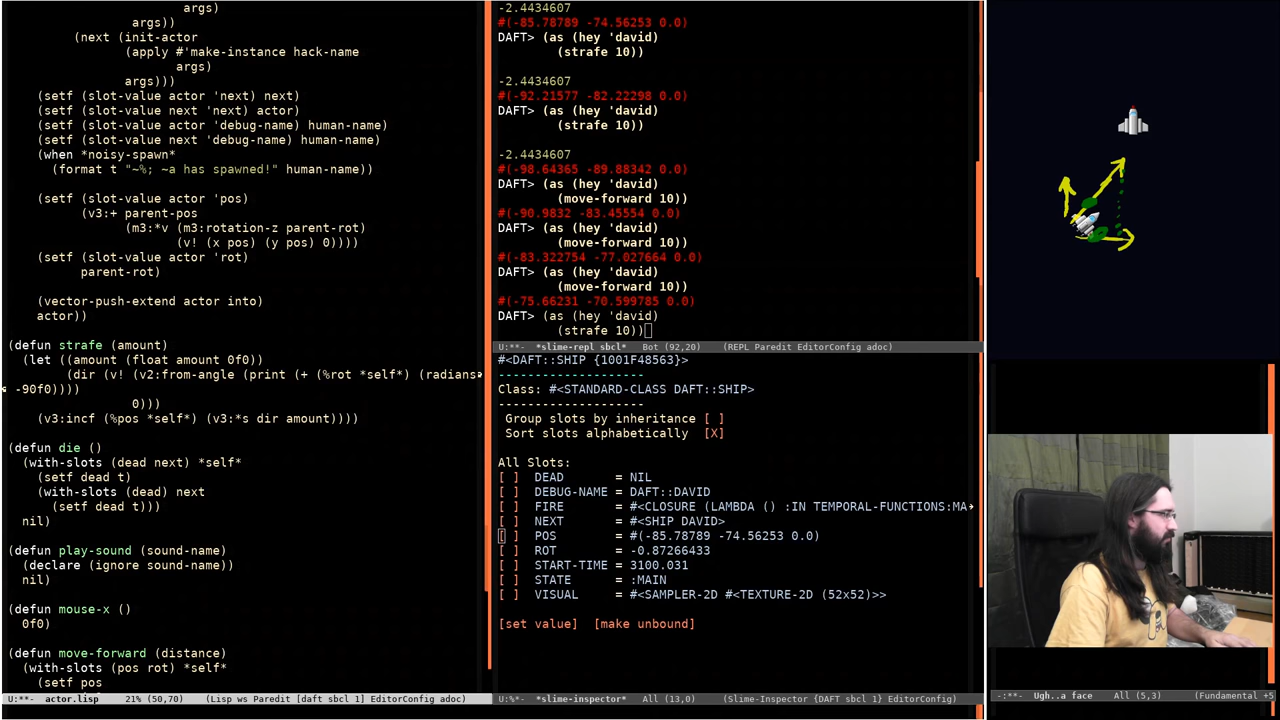 args)
args))
(next (init-actor
(apply #'make-instance hack-name
args)
args)))
(setf (slot-value actor 'next) next)
(setf (slot-value next 'next) actor)
(setf (slot-value actor 'debug-name) human-name)
(setf (slot-value next 'debug-name) human-name)
(when *noisy-spawn*
(format t "~%; ~a has spawned!" human-name))
(setf (slot-value actor 'pos)
(v3:+ parent-pos
(m3:*v (m3:rotation-z parent-rot)
(v! (x pos) (y pos) 0))))
(setf (slot-value actor 'rot)
parent-rot)
(vector-push-extend actor into)
actor))
(defun strafe (amount)
(let ((amount (float amount 0f0))
(dir (v! (v2:from-angle (print (+ (%rot *self*) (radians
-90f0))))
0)))
(v3:incf (%pos *self*) (v3:*s dir amount))))
(defun die ()
(with-slots (dead next) *self*
(setf dead t)
(with-slots (dead) next
(setf dead t)))
nil)
(defun play-sound (sound-name)
(declare (ignore sound-name))
nil)
(defun mouse-x ()
0f0)
(defun move-forward (distance)
(with-slots (pos rot) *self*
(setf pos
U:**-  actor.lisp     21% (50,70)    (Lisp ws Paredit [daft sbcl 1] EditorConfig adoc)
-2.4434607
#(-85.78789 -74.56253 0.0)
DAFT> (as (hey 'david)
(strafe 10))
-2.4434607
#(-92.21577 -82.22298 0.0)
DAFT> (as (hey 'david)
(strafe 10))
-2.4434607
#(-98.64365 -89.88342 0.0)
DAFT> (as (hey 'david)
(move-forward 10))
#(-90.9832 -83.45554 0.0)
DAFT> (as (hey 'david)
(move-forward 10))
#(-83.322754 -77.027664 0.0)
DAFT> (as (hey 'david)
(move-forward 10))
#(-75.66231 -70.599785 0.0)
DAFT> (as (hey 'david)
(strafe 10))
U:**-  *slime-repl sbcl*   Bot (92,20)    (REPL Paredit EditorConfig adoc)
#<DAFT::SHIP {1001F48563}>
--------------------
Class: #<STANDARD-CLASS DAFT::SHIP>
--------------------
Group slots by inheritance [ ]
Sort slots alphabetically  [X]
All Slots:
[ ]  DEAD       = NIL
[ ]  DEBUG-NAME = DAFT::DAVID
[ ]  FIRE       = #<CLOSURE (LAMBDA () :IN TEMPORAL-FUNCTIONS:MA
[ ]  NEXT       = #<SHIP DAVID>
[ ]  POS        = #(-85.78789 -74.56253 0.0)
[ ]  ROT        = -0.87266433
[ ]  START-TIME = 3100.031
[ ]  STATE      = :MAIN
[ ]  VISUAL     = #<SAMPLER-2D #<TEXTURE-2D (52x52)>>
[set value]  [make unbound]
U:%*-  *slime-inspector*   All (13,0)     (Slime-Inspector {DAFT sbcl 1} EditorConfig)
-:**-  Ugh..a face    All (5,3)      (Fundamental +5